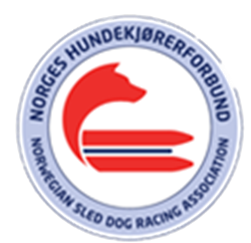 NORGES HUNDEKJØRERFORBUND
NORWEGIAN SLED DOG RACING ASSOCIATION